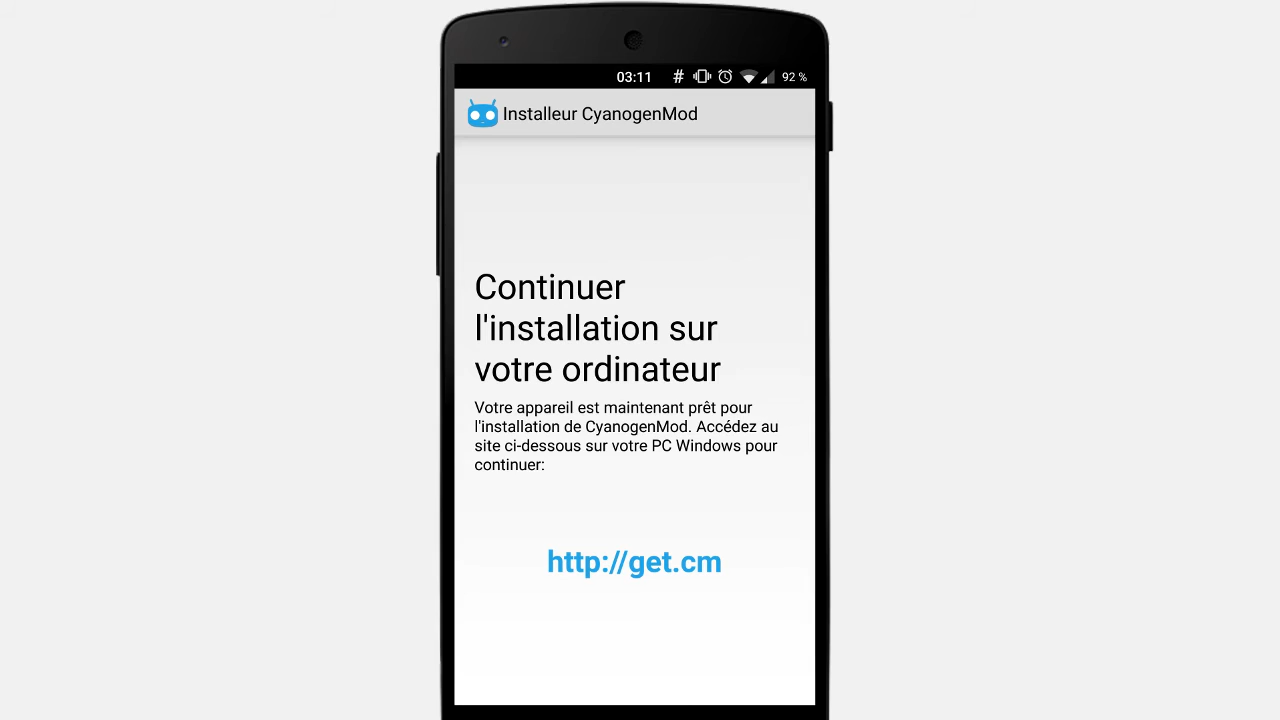 03:11 # 92 %
Installeur CyanogenMod
Continuer
l'installation sur
votre ordinateur
Votre appareil est maintenant prêt pour
l'installation de CyanogenMod. Accédez au
site ci-dessous sur votre PC Windows pour
continuer:
http://get.cm